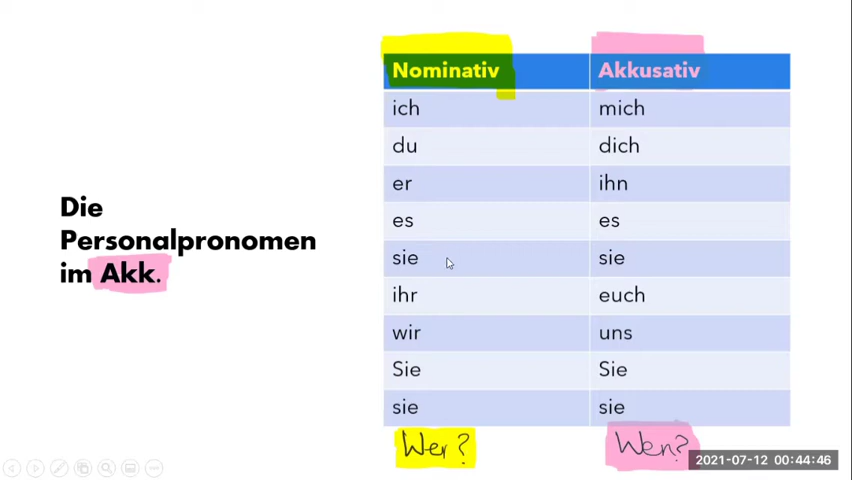 Die
Personalpronomen
im Akk.
Nominativ Akkusativ
ich mich
du dich
er ihn
es es
sie sie
ihr euch
wir uns
Sie Sie
sie sie
Wer? Wen?
2021-07-12 00:44:46